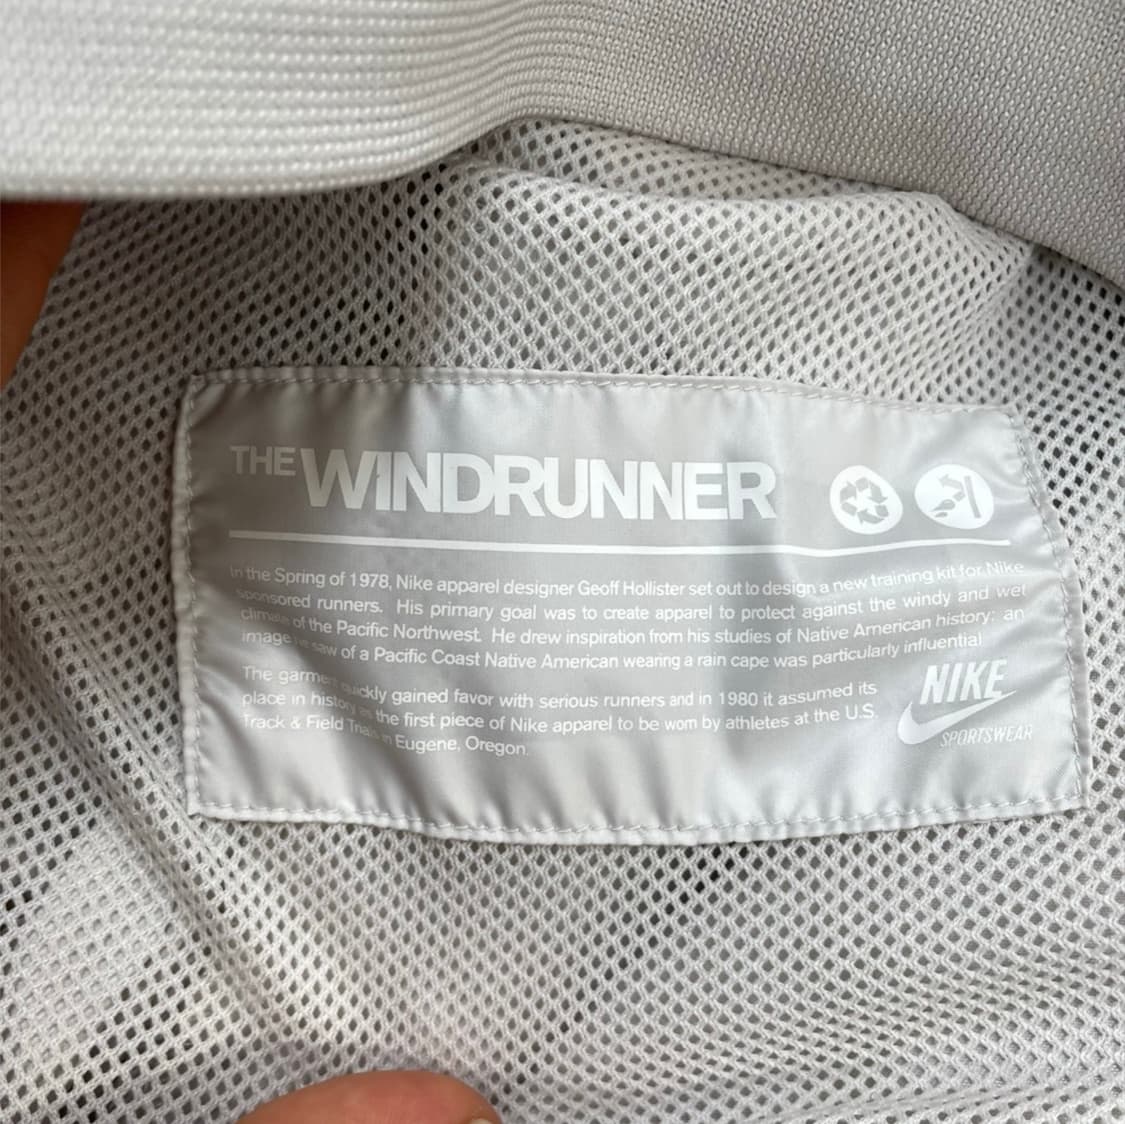 THE WINDRUNNER
In the Spring of 1978, Nike apparel designer Geoff Hollister set out to design a new training kit for Nike
sponsored runners. His primary goal was to create apparel to protect against the windy and wet
climate of the Pacific Northwest. He drew inspiration from his studies of Native American history; an
image he saw of a Pacific Coast Native American wearing a rain cape was particularly influential
The garment quickly gained favor with serious runners and in 1980 it assumed its
place in history as the first piece of Nike apparel to be worn by athletes at the U.S.
Track & Field Trials in Eugene, Oregon.
NIKE
SPORTSWEAR